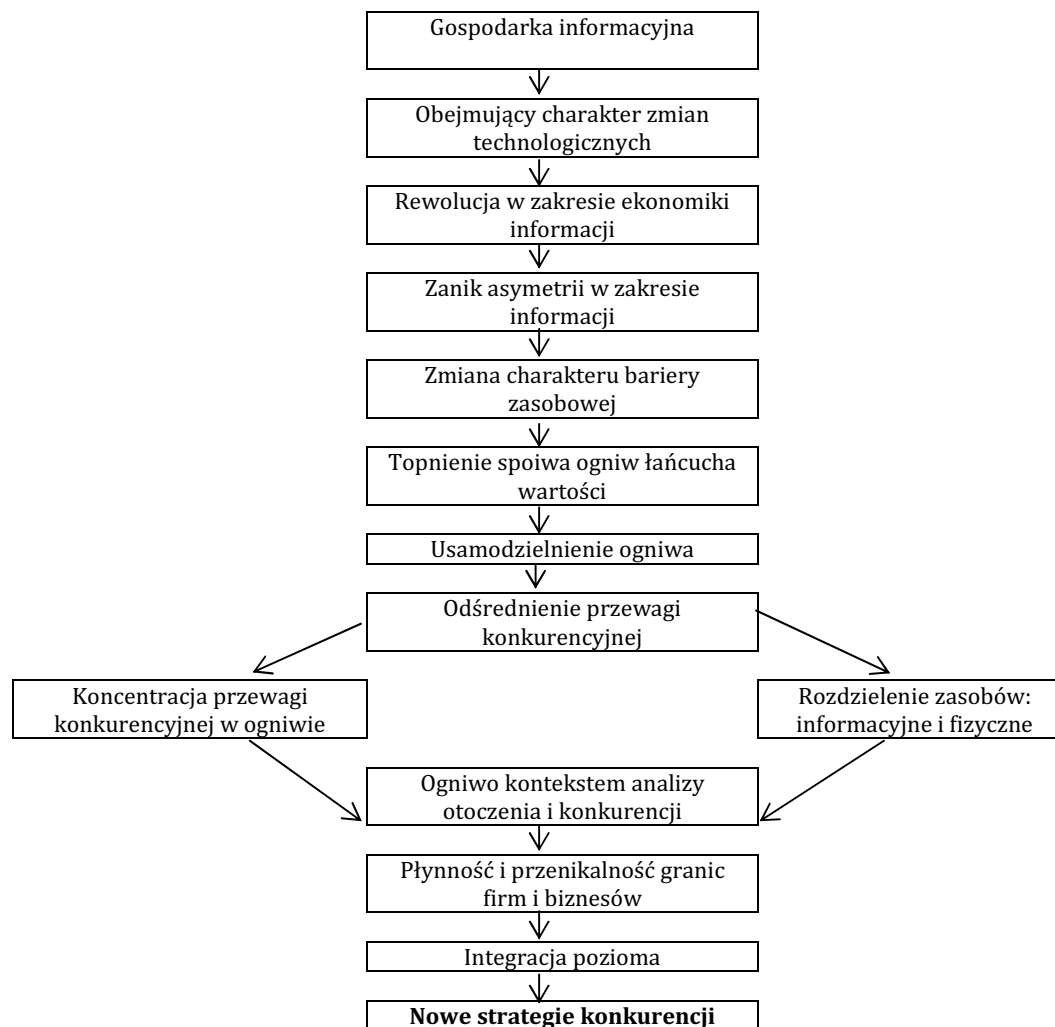 Gospodarka informacyjna
Obejmujący charakter zmian
technologicznych
Rewolucja w zakresie ekonomiki
informacji
Zanik asymetrii w zakresie
informacji
Zmiana charakteru bariery
zasobowej
Topnienie spoiwa ogniw łańcucha
wartości
Usamodzielnienie ogniwa
Odśrednienie przewagi
konkurencyjnej
Koncentracja przewagi
konkurencyjnej w ogniwie
Rozdzielenie zasobów:
informacyjne i fizyczne
Ogniwo kontekstem analizy
otoczenia i konkurencji
Płynność i przenikalność granic
firm i biznesów
Integracja pozioma
Nowe strategie konkurencji